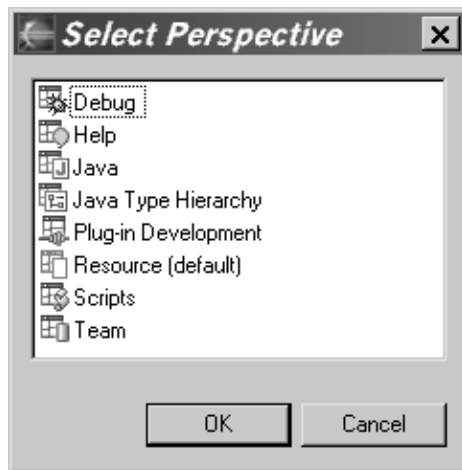 Select Perspective
Debug
Help
Java
Java Type Hierarchy
Plug-in Development
Resource (default)
Scripts
Team
OK Cancel